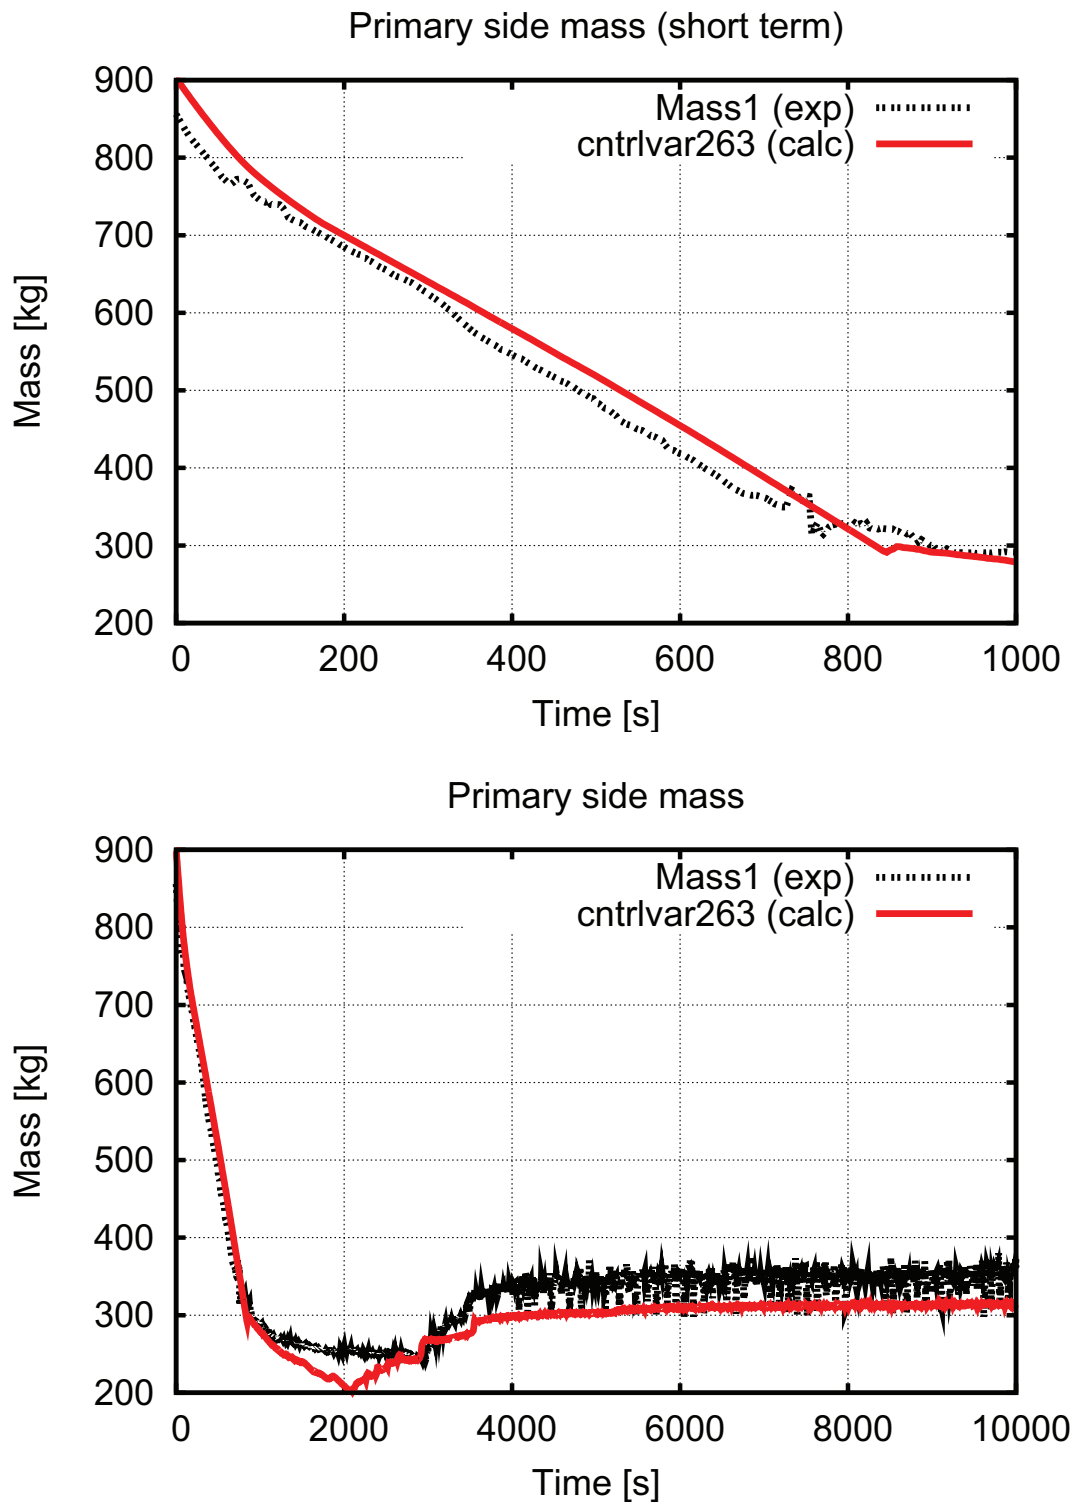 Primary side mass (short term)
900
800
700
600
500
400
300
200
Mass [kg]
Mass1 (exp)
cntrlvar263 (calc)
0 200 400 600 800 1000
Time [s]
Primary side mass
900
800
700
600
500
400
300
200
Mass [kg]
Mass1 (exp)
cntrlvar263 (calc)
0 2000 4000 6000 8000 10000
Time [s]